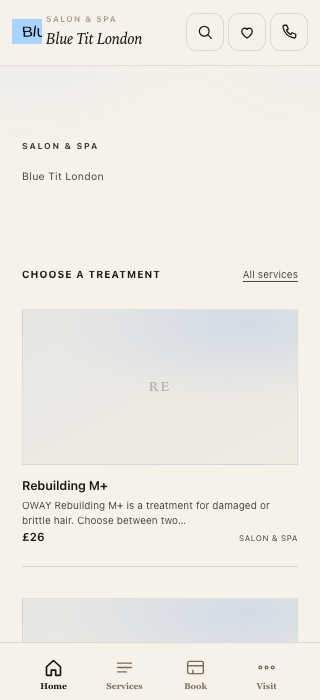 SALON & SPA
Blue Tit London
SALON & SPA
Blue Tit London
CHOOSE A TREATMENT
All services
RE
Rebuilding M+
OWAY Rebuilding M+ is a treatment for damaged or
brittle hair. Choose between two...
£26
SALON & SPA
Home
Services
Book
Visit